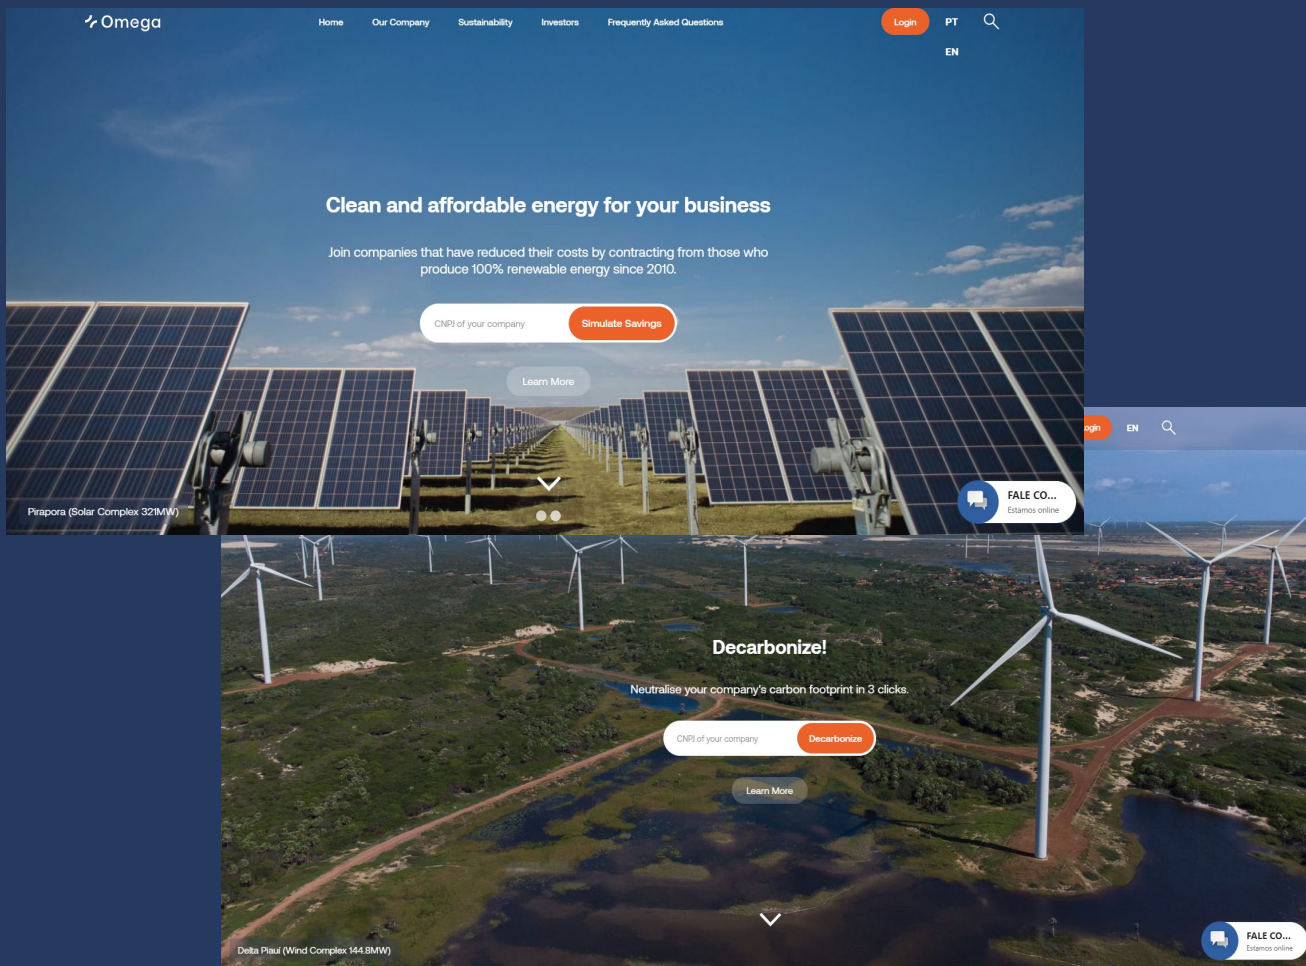 Omega
Home Our Company Sustainability Investors Frequently Asked Questions
Login PT
EN
Clean and affordable energy for your business
Join companies that have reduced their costs by contracting from those who
produce 100% renewable energy since 2010.
CNPJ of your company Simulate Savings
Learn More
Pirapora (Solar Complex 321MW)
FALE CO...
Estamos online
ogin EN
Decarbonize!
Neutralise your company's carbon footprint in 3 clicks.
CNPJ of your company Decarbonize
Learn More
Delta Piauí (Wind Complex 144.8MW)
FALE CO...
Estamos online